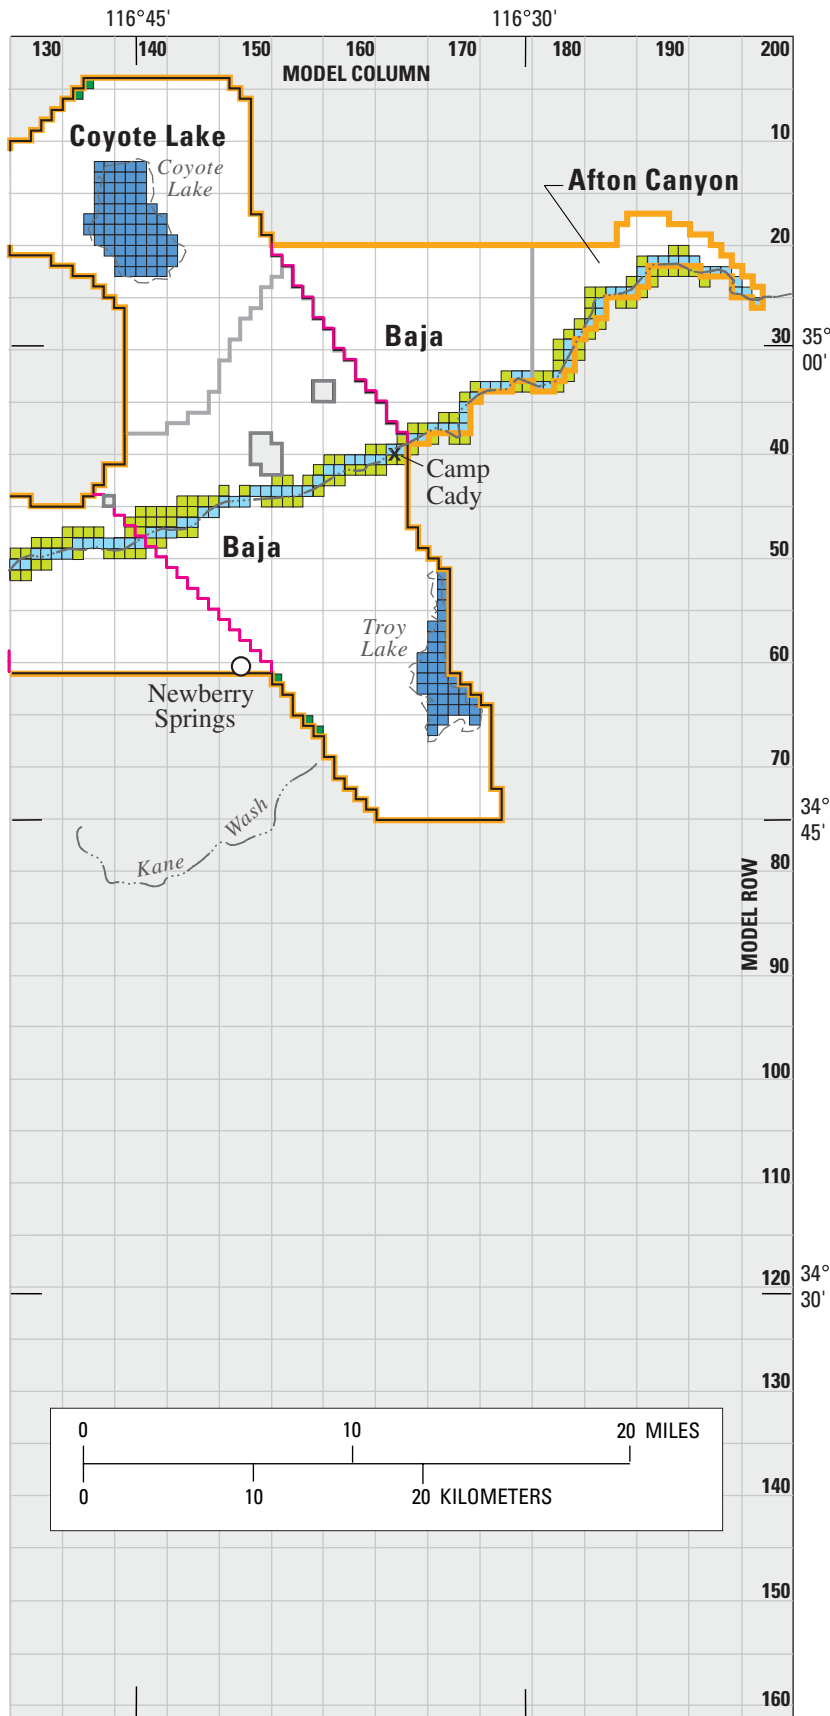 116°45'
116°30'
130 140 150 160 170 180 190 200
MODEL COLUMN
10
Coyote Lake
Coyote
Lake
Afton Canyon
20
Baja
30 35°
00'
40
Camp
Cady
Baja
50
Troy
Lake
60
Newberry
Springs
70
34°
45'
Kane Wash
80
MODEL ROW
90
100
110
120 34°
30'
130
0 10 20 MILES
0 10 20 KILOMETERS
140
150
160